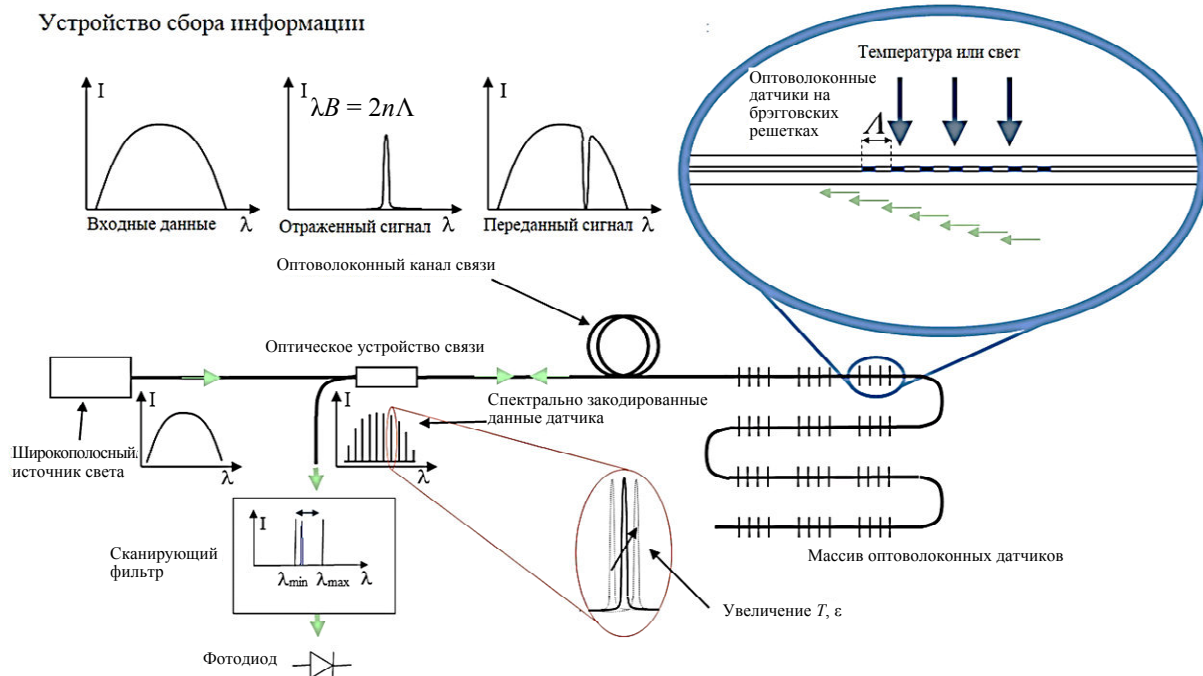 Устройство сбора информации
:
I
λB = 2nΛ
Входные данные
λ
I
Отраженный сигнал
λ
I
Переданный сигнал
λ
Температура или свет
Оптоволоконные
датчики на
брэгговских
решетках
Λ
Оптоволоконный канал связи
Оптическое устройство связи
Широкополосный
источник света
I
λ
I
λ
Спектрально закодированные
данные датчика
Сканирующий
фильтр
I
λmin
λmax
λ
Фотодиод
Увеличение T, ε
Массив оптоволоконных датчиков